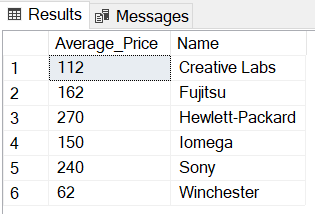 Results Messages
Average_Price Name
1 112 Creative Labs
2 162 Fujitsu
3 270 Hewlett-Packard
4 150 Iomega
5 240 Sony
6 62 Winchester